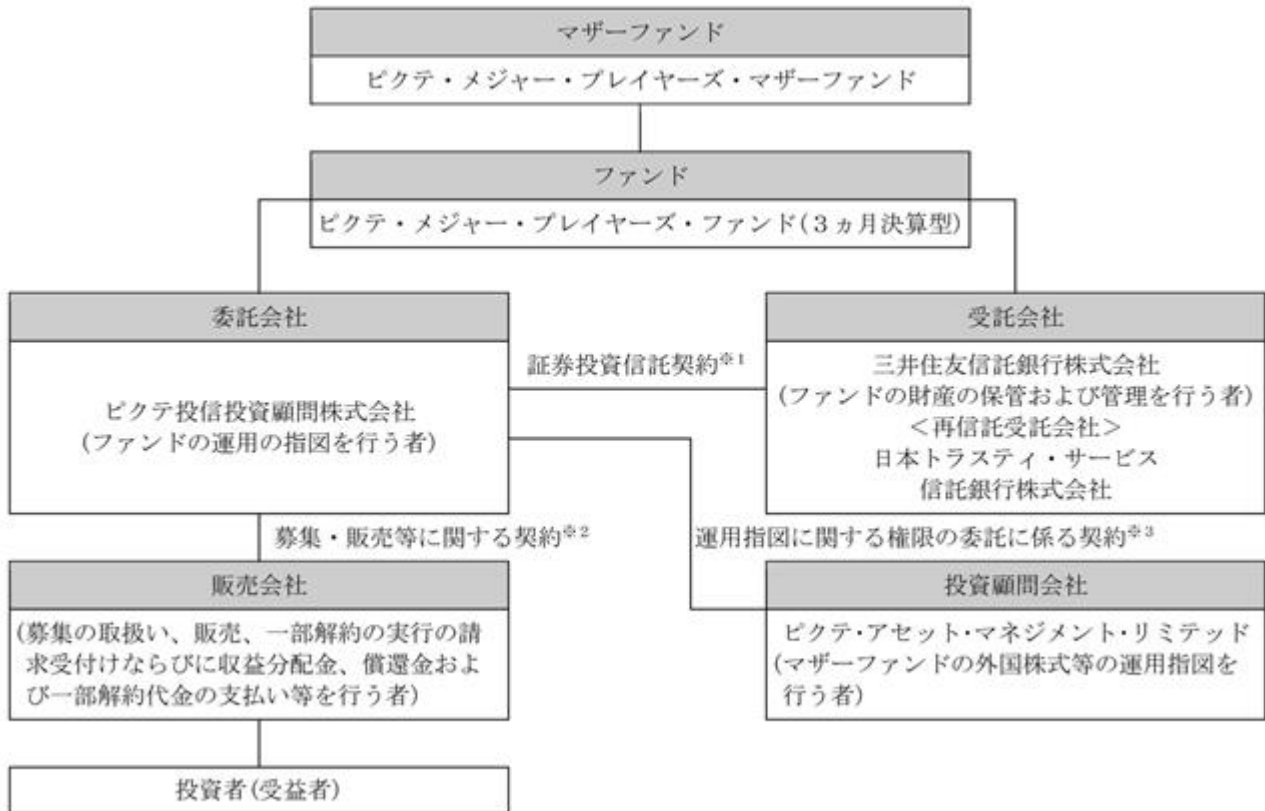 マザーファンド
ピクテ・メジャー・プレイヤーズ・マザーファンド
ファンド
ピクテ・メジャー・プレイヤーズ・ファンド(3ヵ月決算型)
委託会社
ピクテ投信投資顧問株式会社
(ファンドの運用の指図を行う者)
証券投資信託契約※1
受託会社
三井住友信託銀行株式会社
(ファンドの財産の保管および管理を行う者)
<再信託受託会社>
日本トラスティ・サービス
信託銀行株式会社
募集・販売等に関する契約※2
運用指図に関する権限の委託に係る契約※3
販売会社
(募集の取扱い、販売、一部解約の実行の請
求受付けならびに収益分配金、償還金およ
び一部解約代金の支払い等を行う者)
投資顧問会社
ピクテ・アセット・マネジメント・リミテッド
(マザーファンドの外国株式等の運用指図を
行う者)
投資者(受益者)